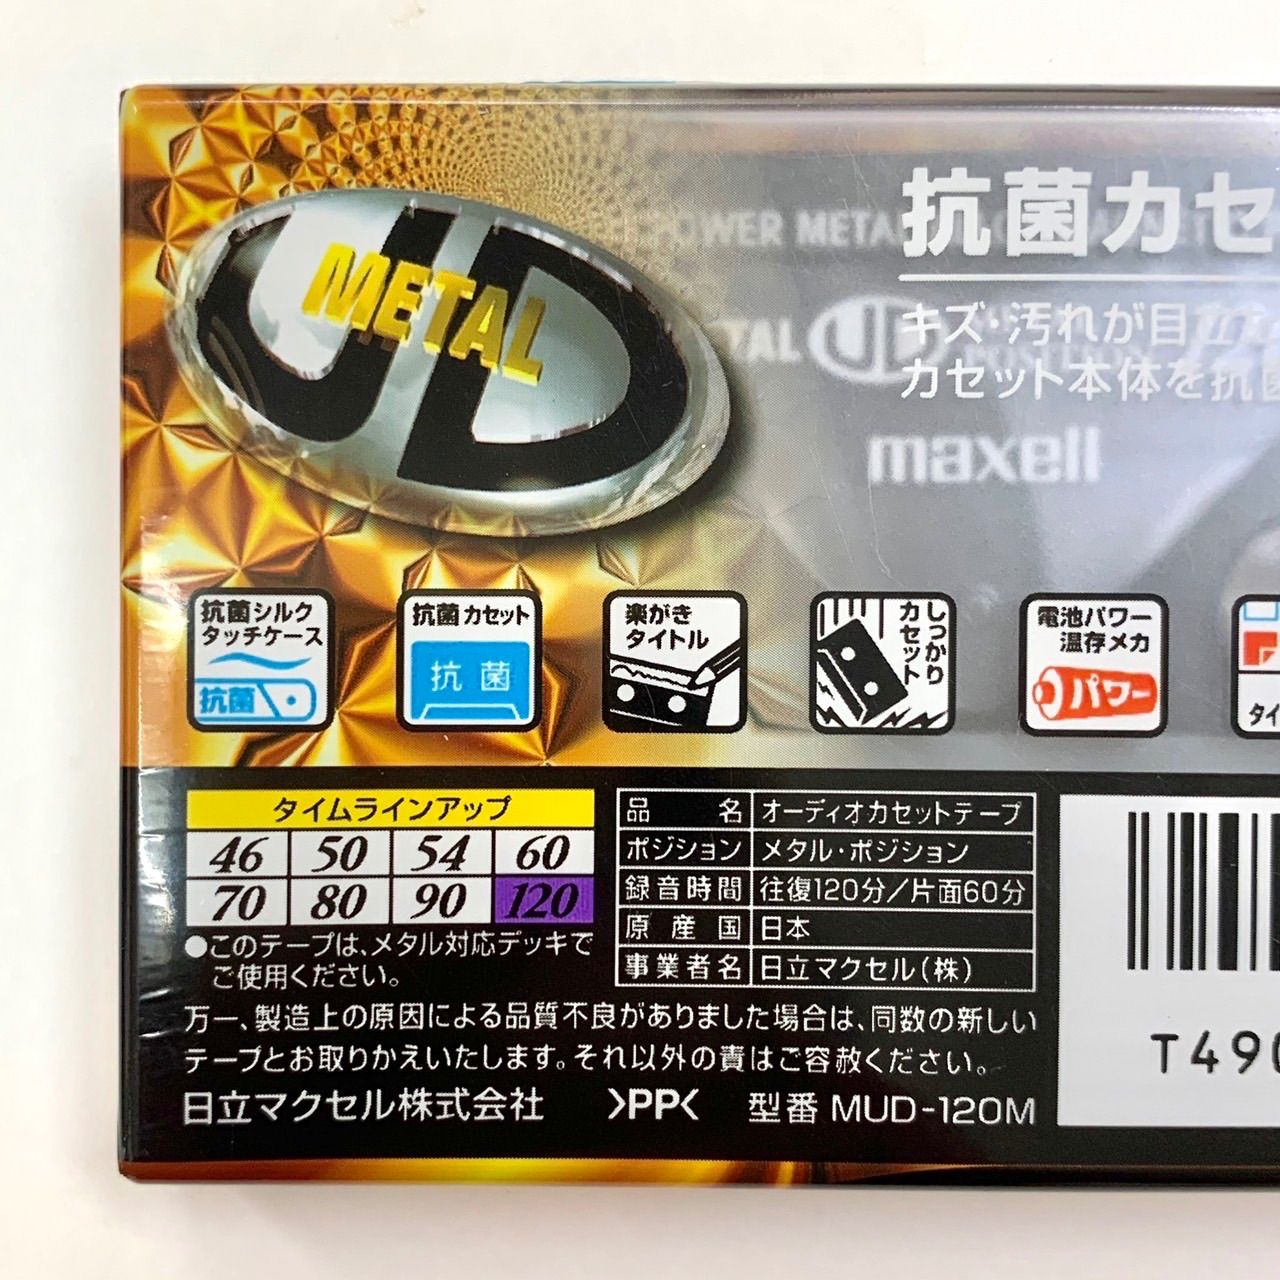 UD
METAL
POWER METAL
抗菌カセ
キズ・汚れが目立
カセット本体を抗菌
TAL UD
POSITION
maxell
抗菌シルク
タッチケース
抗菌
抗菌カセット
抗菌
楽がき
タイトル
しっかり
カセット
電池パワー
温存メカ
パワー
タイ
タイムラインアップ
46 50 54 60
70 80 90 120
●このテープは、メタル対応デッキで
ご使用ください。
品名 オーディオカセットテープ
ポジション メタル・ポジション
録音時間 往復120分/片面60分
原産国 日本
事業者名 日立マクセル(株)
万一、製造上の原因による品質不良がありました場合は、同数の新しい
テープとお取りかえいたします。それ以外の責はご容赦ください。
日立マクセル株式会社 >PP< 型番 MUD-120M
T490